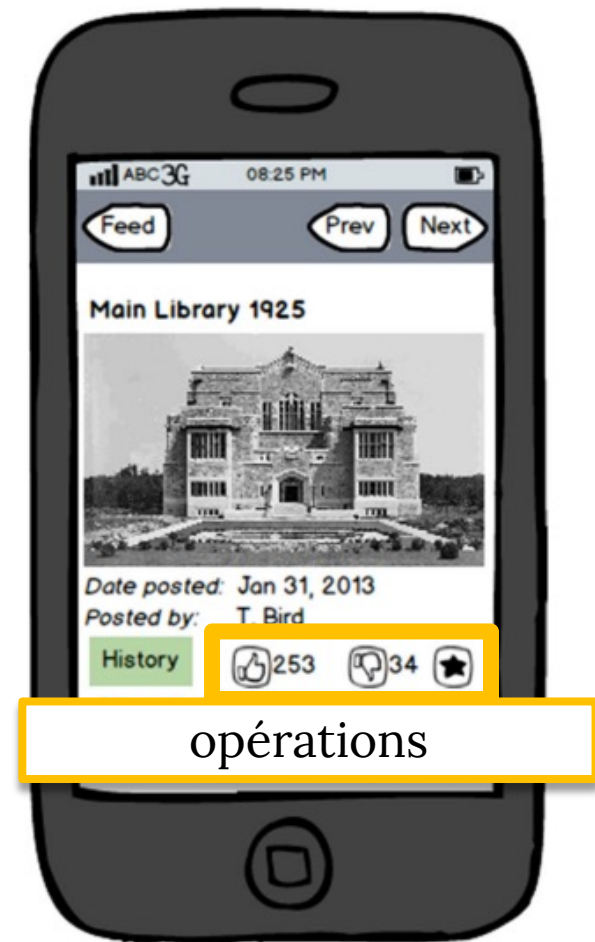 ABC 3G 08:25 PM
Feed Prev Next
Main Library 1925
Date posted: Jan 31, 2013
Posted by: T. Bird
History 253 34
opérations